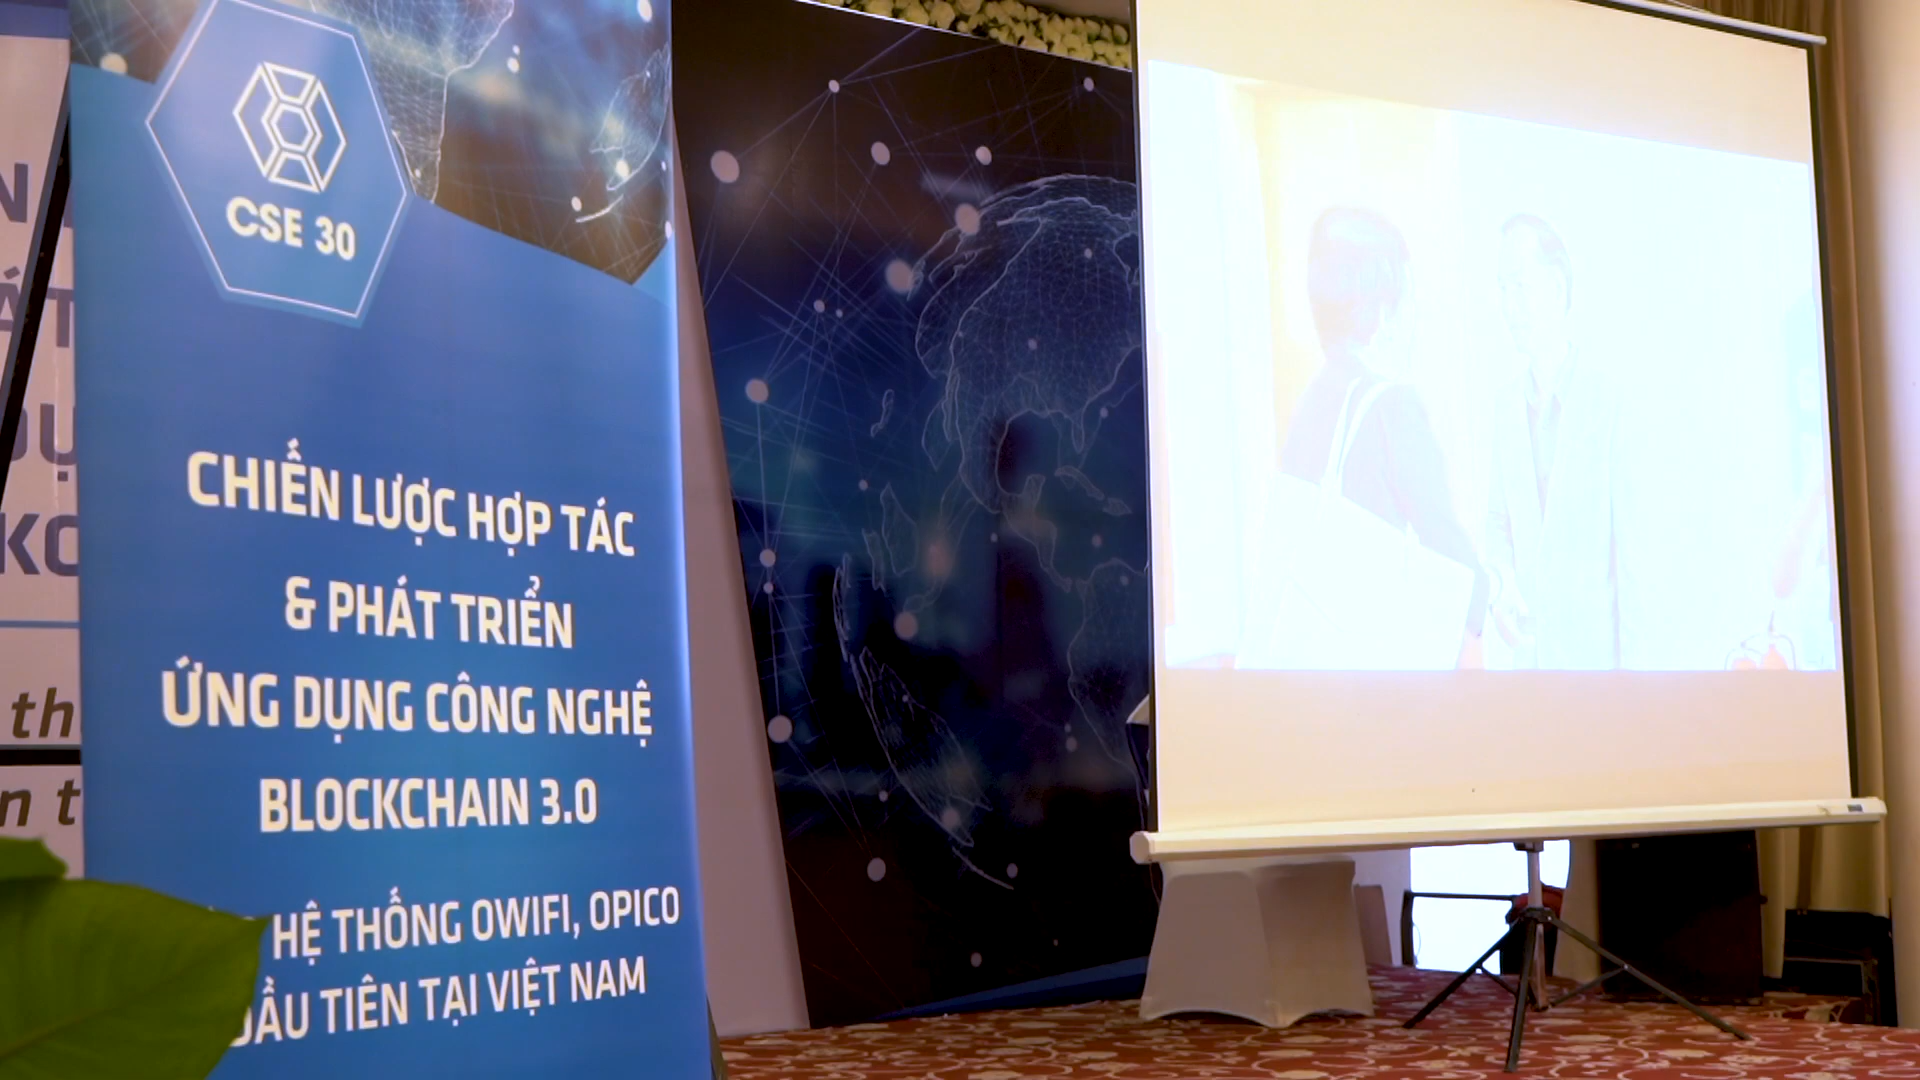 CSE 30
CHIẾN LƯỢC HỢP TÁC
& PHÁT TRIỂN
ỨNG DỤNG CÔNG NGHỆ
BLOCKCHAIN 3.0
HỆ THỐNG OWIFI, OPICO
ĐẦU TIÊN TẠI VIỆT NAM